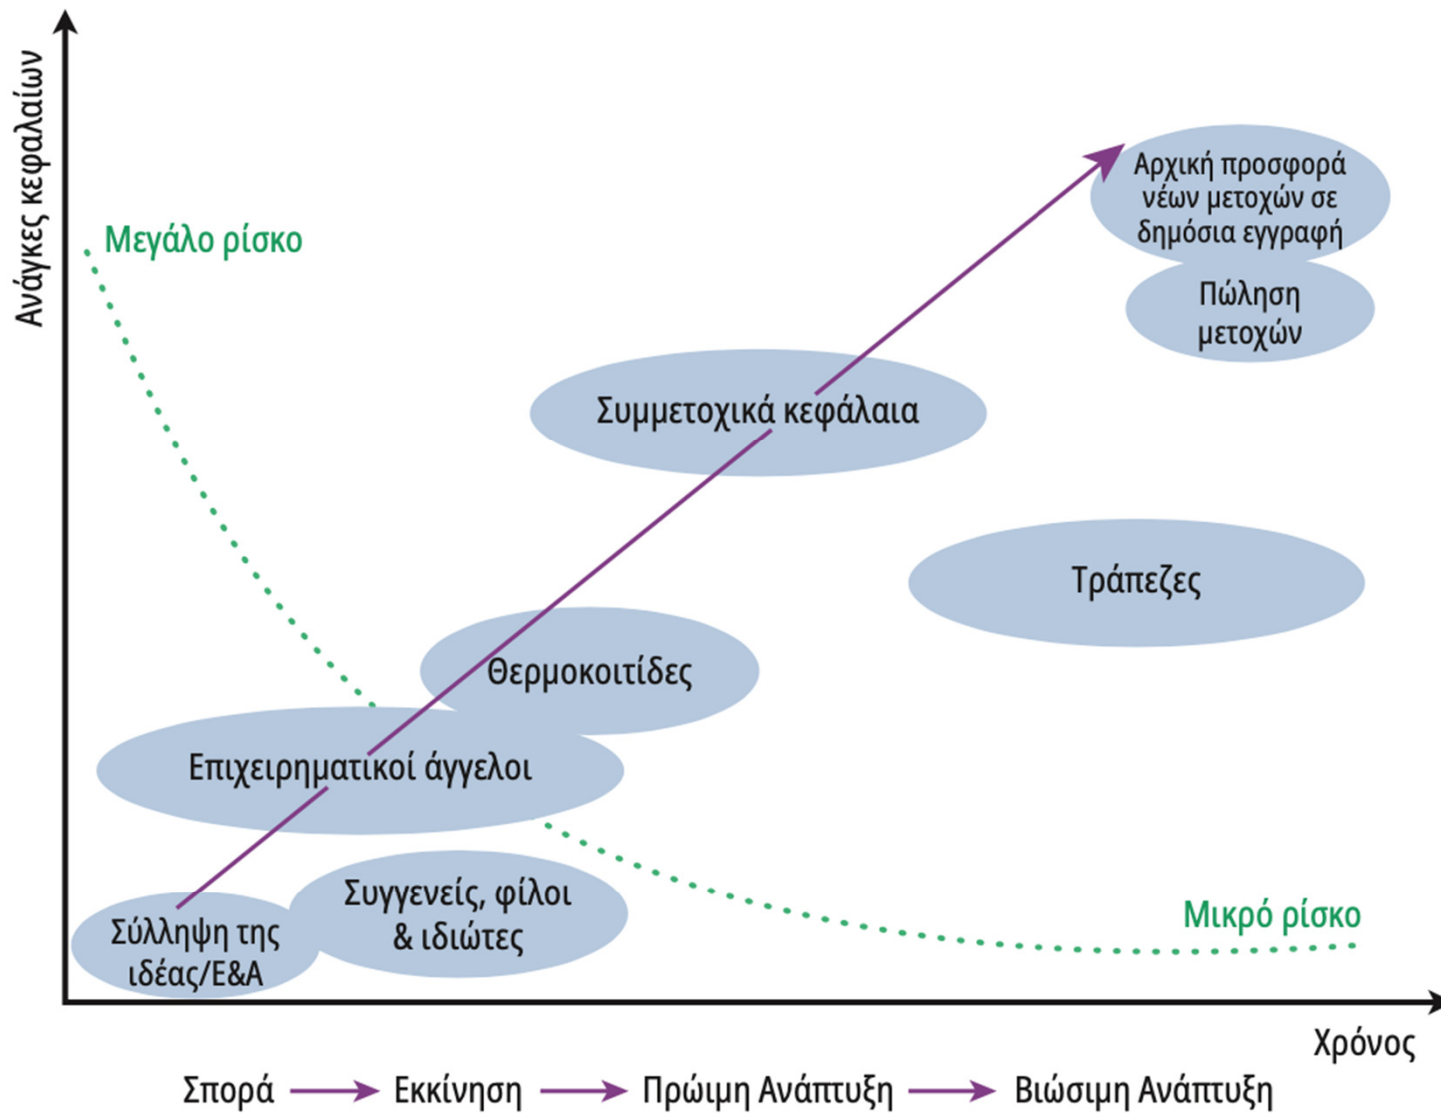 Ανάγκες κεφαλαίων
Μεγάλο ρίσκο
Αρχική προσφορά
νέων μετοχών σε
δημόσια εγγραφή
Πώληση
μετοχών
Συμμετοχικά κεφάλαια
Τράπεζες
Θερμοκοιτίδες
Επιχειρηματικοί άγγελοι
Συγγενείς, φίλοι
& ιδιώτες
Σύλληψη της
ιδέας/Ε&Α
Μικρό ρίσκο
Χρόνος
Σπορά Εκκίνηση Πρώιμη Ανάπτυξη Βιώσιμη Ανάπτυξη